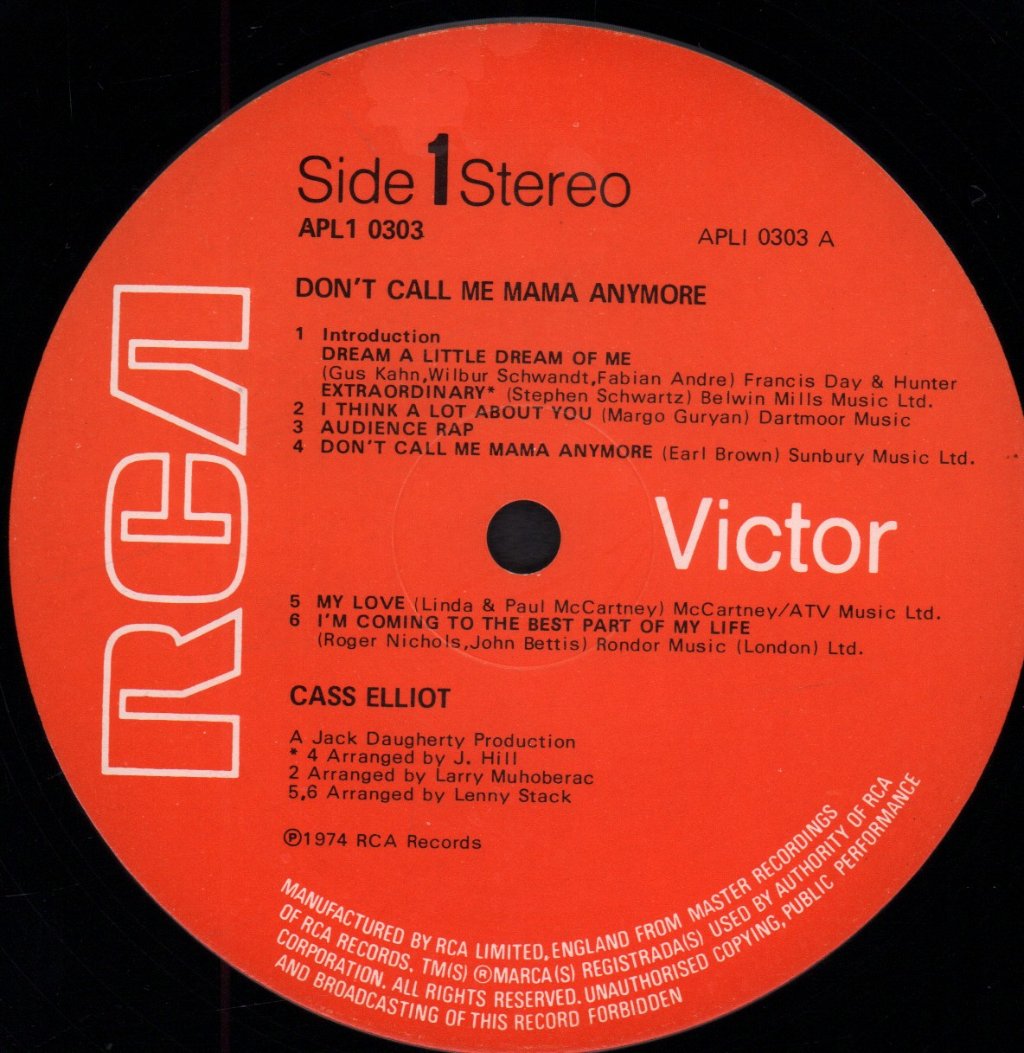 Side 1 Stereo
APL1 0303
APLI 0303 A
DON'T CALL ME MAMA ANYMORE
1 Introduction
DREAM A LITTLE DREAM OF ME
(Gus Kahn,Wilbur Schwandt,Fabian Andre) Francis Day & Hunter
EXTRAORDINARY* (Stephen Schwartz) Belwin Mills Music Ltd.
2 I THINK A LOT ABOUT YOU (Margo Guryan) Dartmoor Music
3 AUDIENCE RAP
4 DON'T CALL ME MAMA ANYMORE (Earl Brown) Sunbury Music Ltd.
RCA
Victor
5 MY LOVE (Linda & Paul McCartney) McCartney/ATV Music Ltd.
6 I'M COMING TO THE BEST PART OF MY LIFE
(Roger Nichols,John Bettis) Rondor Music (London) Ltd.
CASS ELLIOT
A Jack Daugherty Production
* 4 Arranged by J. Hill
2 Arranged by Larry Muhoberac
5,6 Arranged by Lenny Stack
℗1974 RCA Records
MANUFACTURED BY RCA LIMITED, ENGLAND FROM MASTER RECORDINGS
OF RCA RECORDS. TM(S) ® MARCA(S) REGISTRADA(S) USED BY AUTHORITY OF RCA
CORPORATION. ALL RIGHTS RESERVED. UNAUTHORISED COPYING, PUBLIC PERFORMANCE
AND BROADCASTING OF THIS RECORD FORBIDDEN